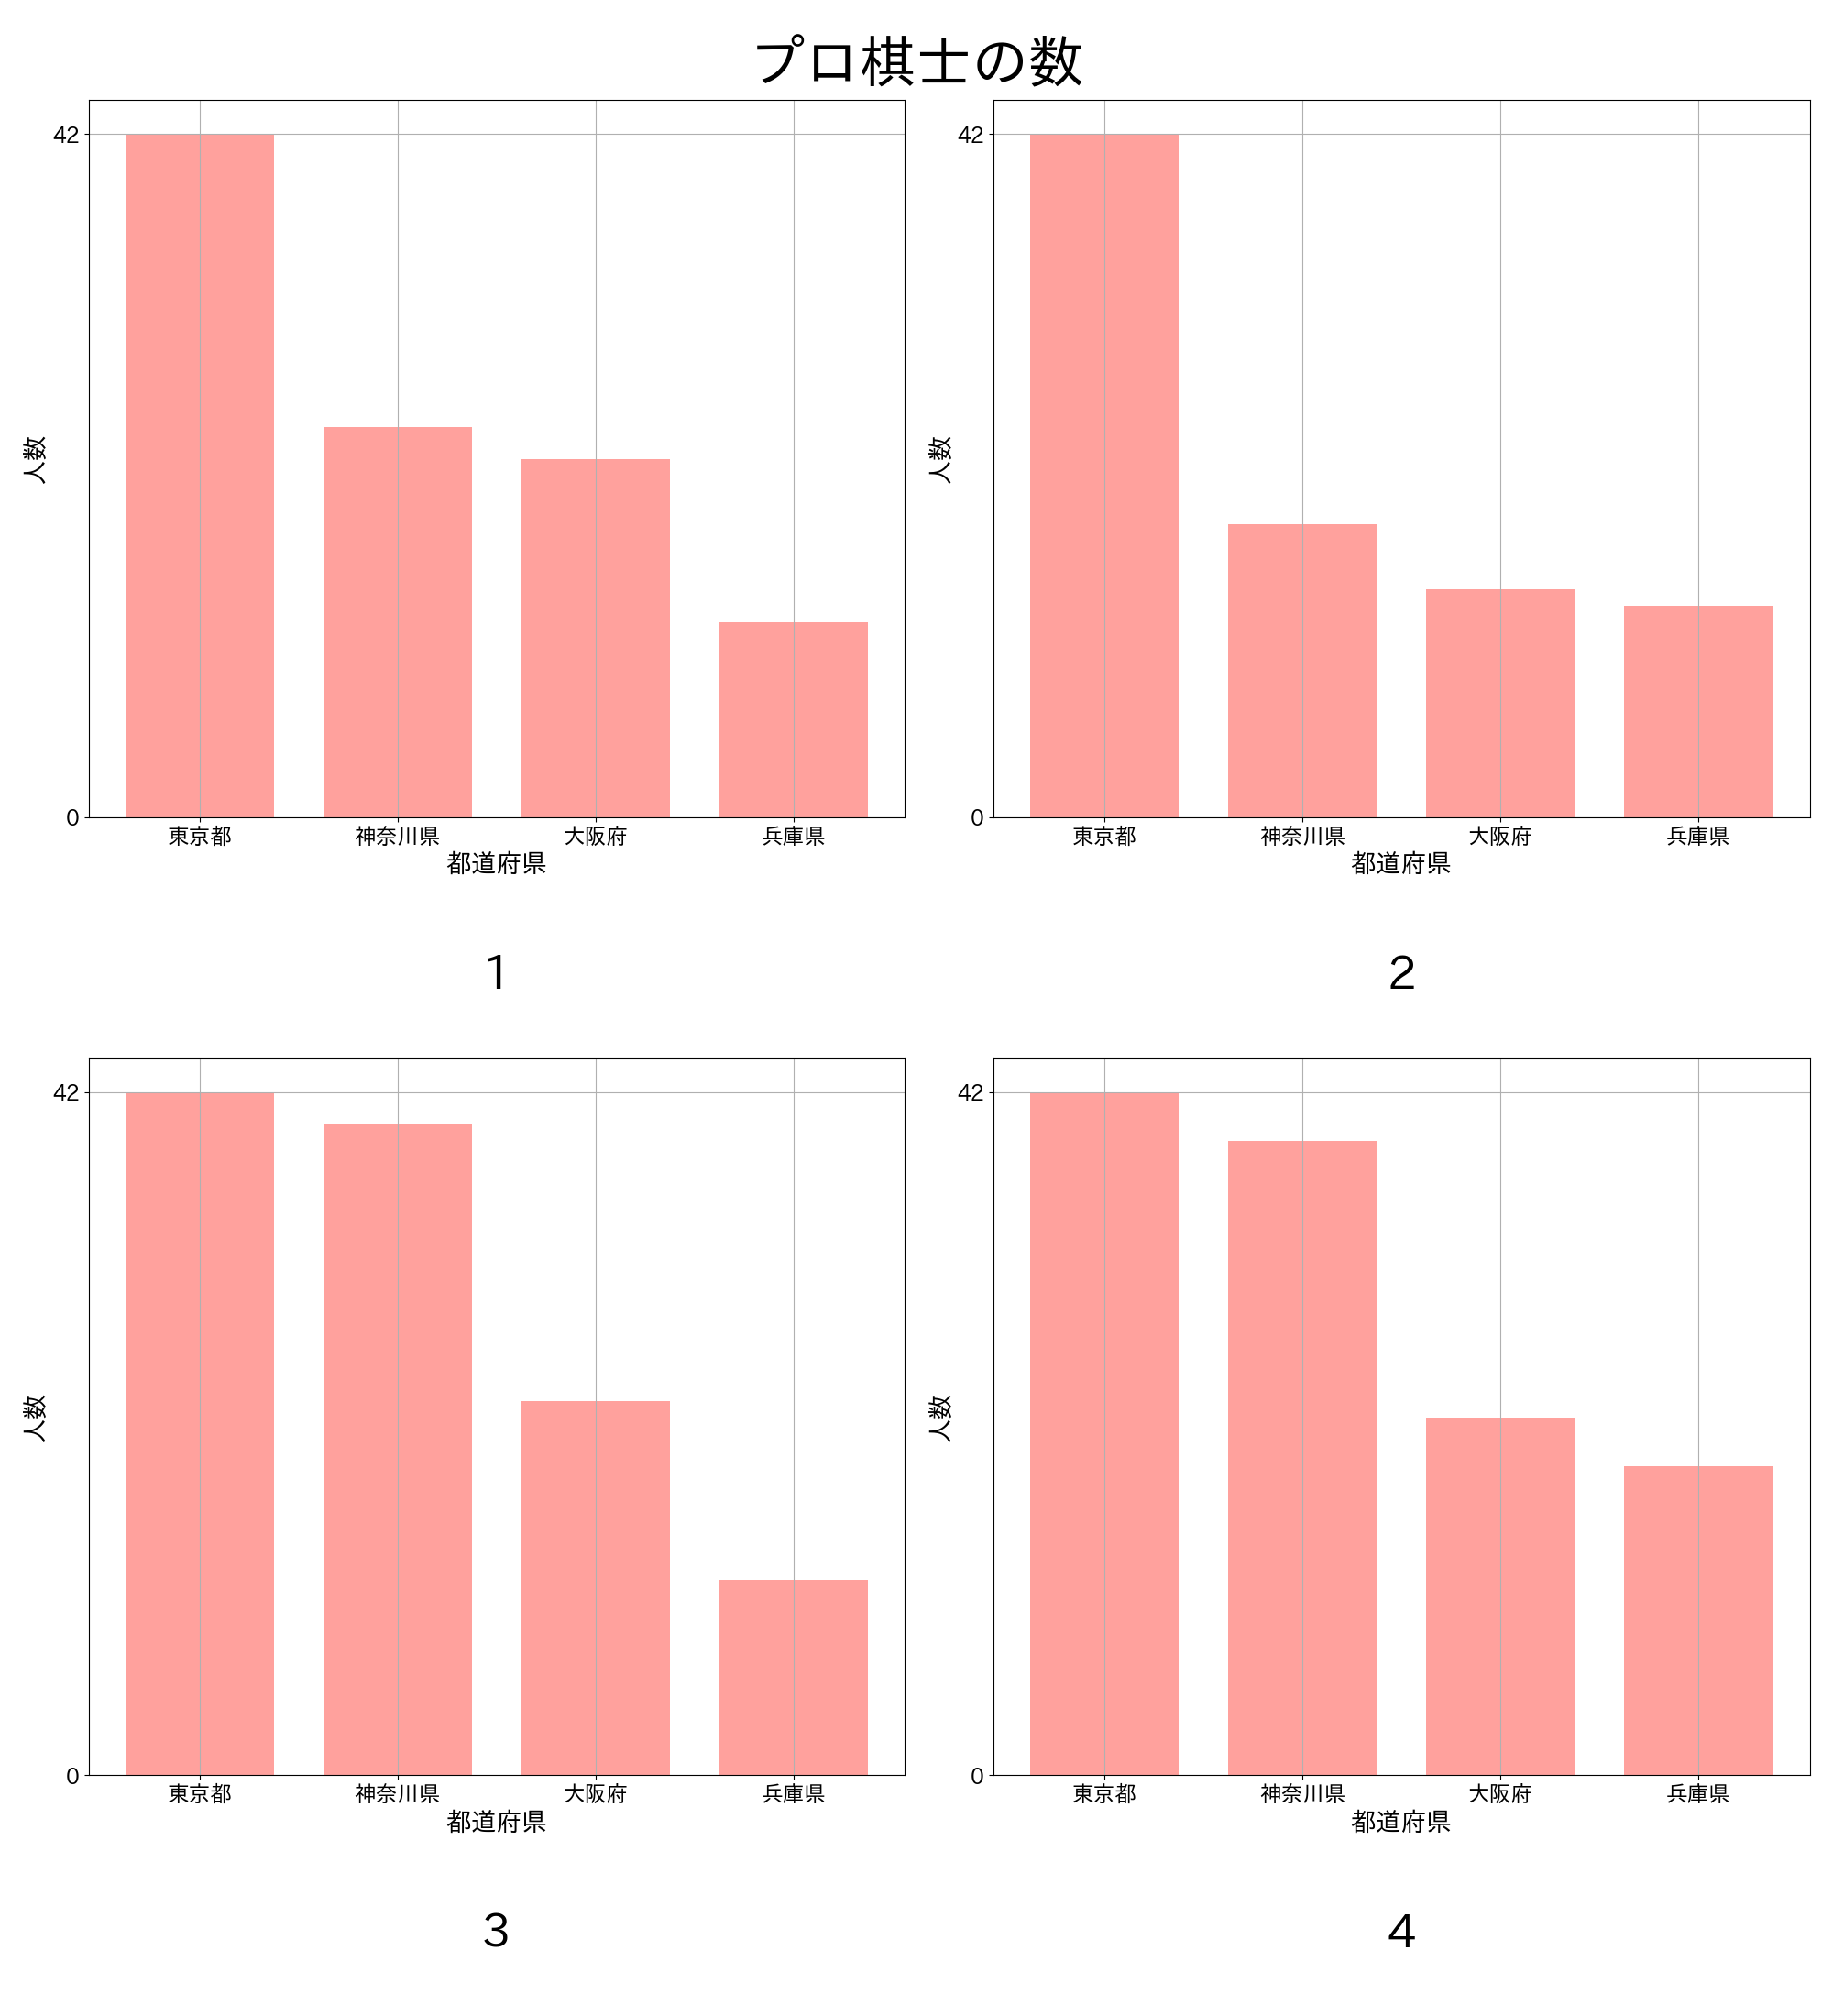 プロ棋士の数
42
人数
0
東京都 神奈川県 大阪府 兵庫県
都道府県
1
42
人数
0
東京都 神奈川県 大阪府 兵庫県
都道府県
2
42
人数
0
東京都 神奈川県 大阪府 兵庫県
都道府県
3
42
人数
0
東京都 神奈川県 大阪府 兵庫県
都道府県
4